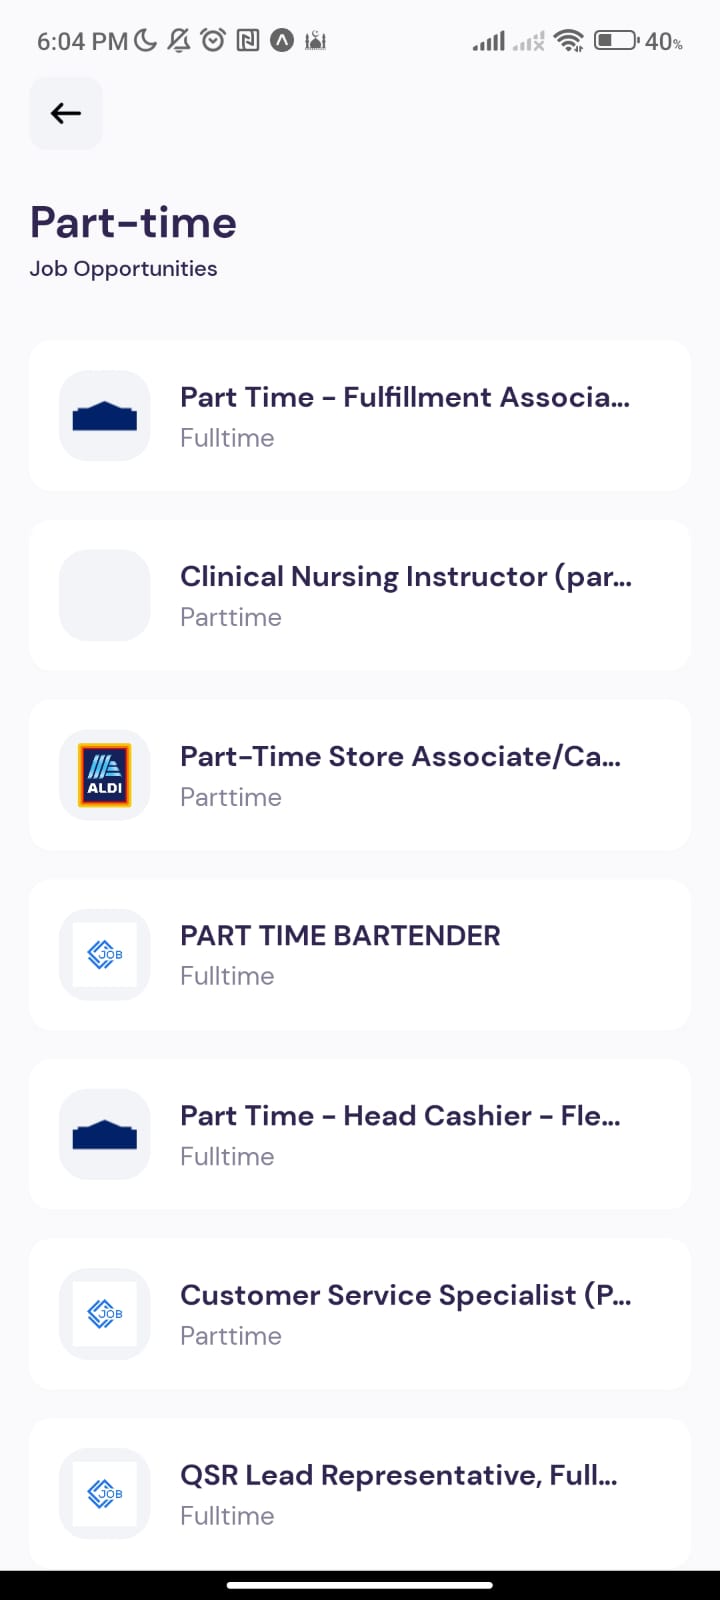 6:04 PM
40%
Part-time
Job Opportunities
Part Time - Fulfillment Associa...
Fulltime
Clinical Nursing Instructor (par...
Parttime
ALDI
Part-Time Store Associate/Ca...
Parttime
JOB
PART TIME BARTENDER
Fulltime
Part Time - Head Cashier - Fle...
Fulltime
JOB
Customer Service Specialist (P...
Parttime
JOB
QSR Lead Representative, Full...
Fulltime